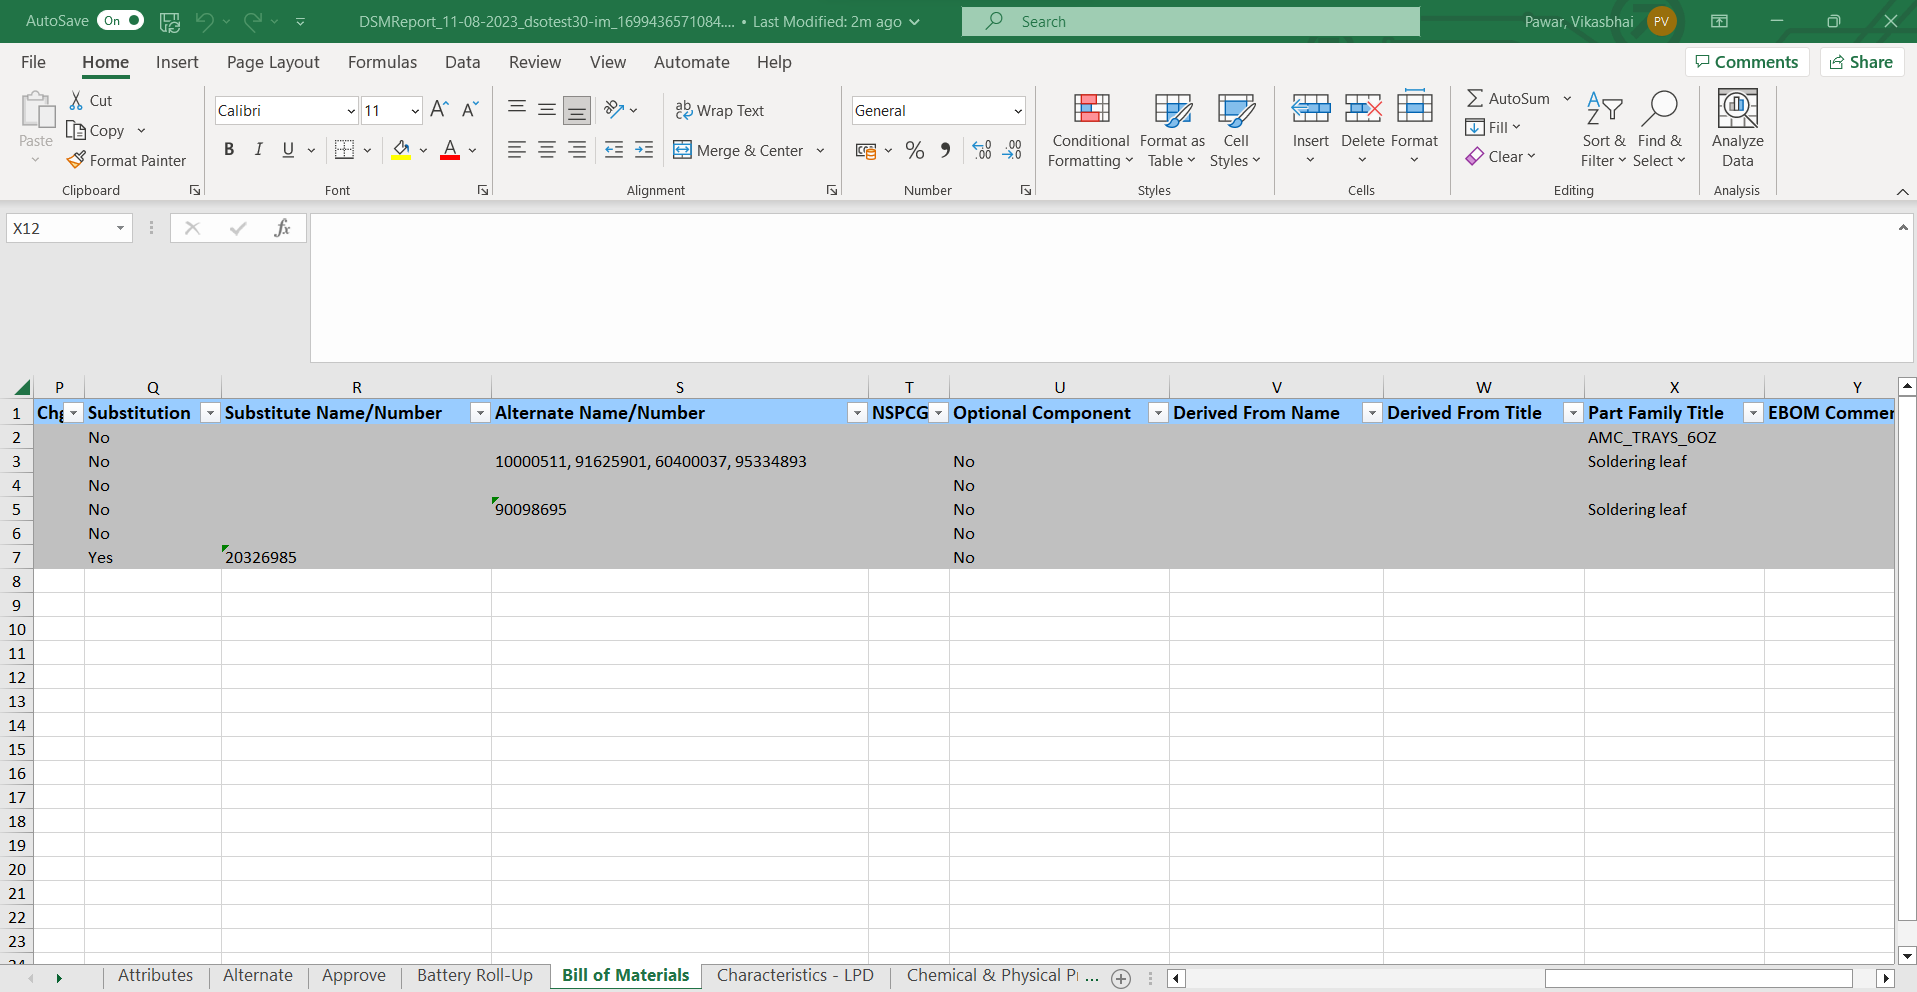 AutoSave On DSMReport_11-08-2023_dsotest30-im_1699436571084.... • Last Modified: 2m ago Search Pawar, Vikasbhai PV
File Home Insert Page Layout Formulas Data Review View Automate Help Comments Share
Paste Cut
Copy
Format Painter
Clipboard
Calibri 11
B I U
Font
Wrap Text
Merge & Center
Alignment
General
Number
Conditional Formatting
Format as Table
Cell Styles
Styles
Insert Delete Format
Cells
AutoSum
Fill
Clear
Sort & Filter
Find & Select
Editing
Analyze Data
Analysis
X12 fx
P Q R S T U V W X Y
1 Chg Substitution Substitute Name/Number Alternate Name/Number NSPCG Optional Component Derived From Name Derived From Title Part Family Title EBOM Commen
2 No AMC_TRAYS_6OZ
3 No 10000511, 91625901, 60400037, 95334893 No Soldering leaf
4 No No
5 No 90098695 No Soldering leaf
6 No No
7 Yes 20326985 No
8
9
10
11
12
13
14
15
16
17
18
19
20
21
22
23
Attributes Alternate Approve Battery Roll-Up Bill of Materials Characteristics - LPD Chemical & Physical P ...